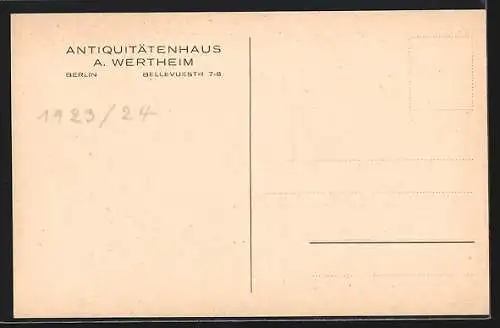 ANTIQUITÄTENHAUS
A. WERTHEIM
BERLIN BELLEVUESTR 7-8
1923/24